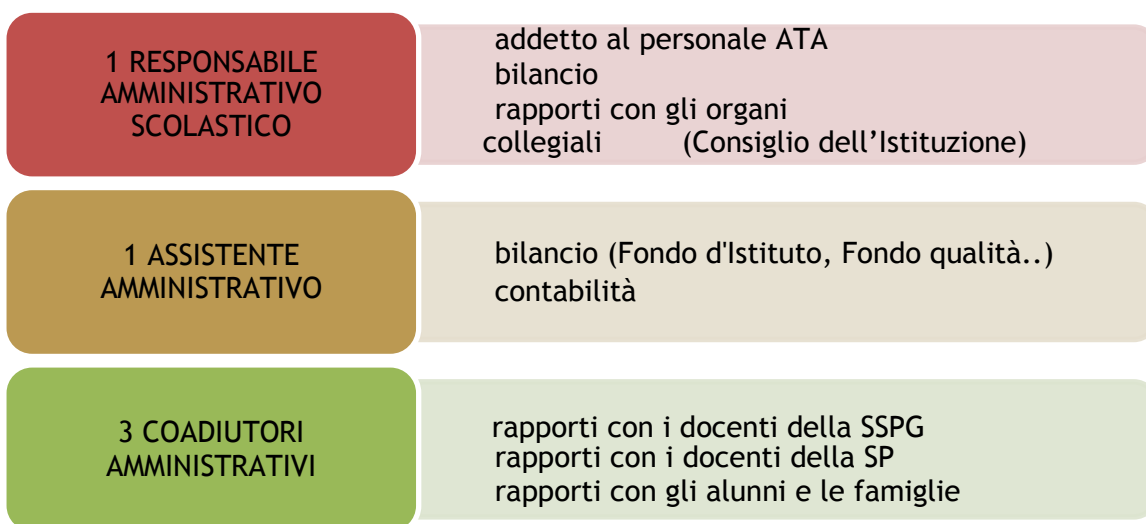 1 RESPONSABILE
AMMINISTRATIVO
SCOLASTICO
addetto al personale ATA
bilancio
rapporti con gli organi
collegiali (Consiglio dell’Istituzione)
1 ASSISTENTE
AMMINISTRATIVO
bilancio (Fondo d'Istituto, Fondo qualità..)
contabilità
3 COADIUTORI
AMMINISTRATIVI
rapporti con i docenti della SSPG
rapporti con i docenti della SP
rapporti con gli alunni e le famiglie